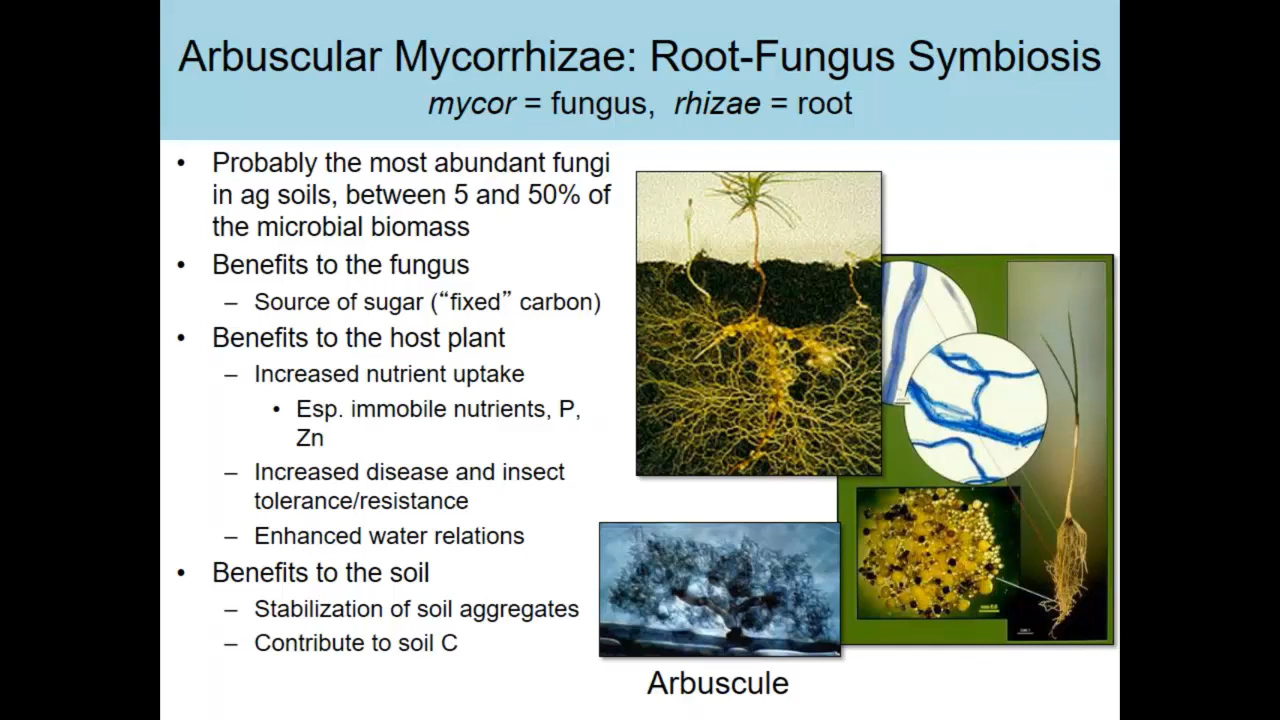 Arbuscular Mycorrhizae: Root-Fungus Symbiosis
mycor = fungus, rhizae = root
• Probably the most abundant fungi
in ag soils, between 5 and 50% of
the microbial biomass
• Benefits to the fungus
– Source of sugar (“fixed” carbon)
• Benefits to the host plant
– Increased nutrient uptake
• Esp. immobile nutrients, P,
Zn
– Increased disease and insect
tolerance/resistance
– Enhanced water relations
• Benefits to the soil
– Stabilization of soil aggregates
– Contribute to soil C
Arbuscule